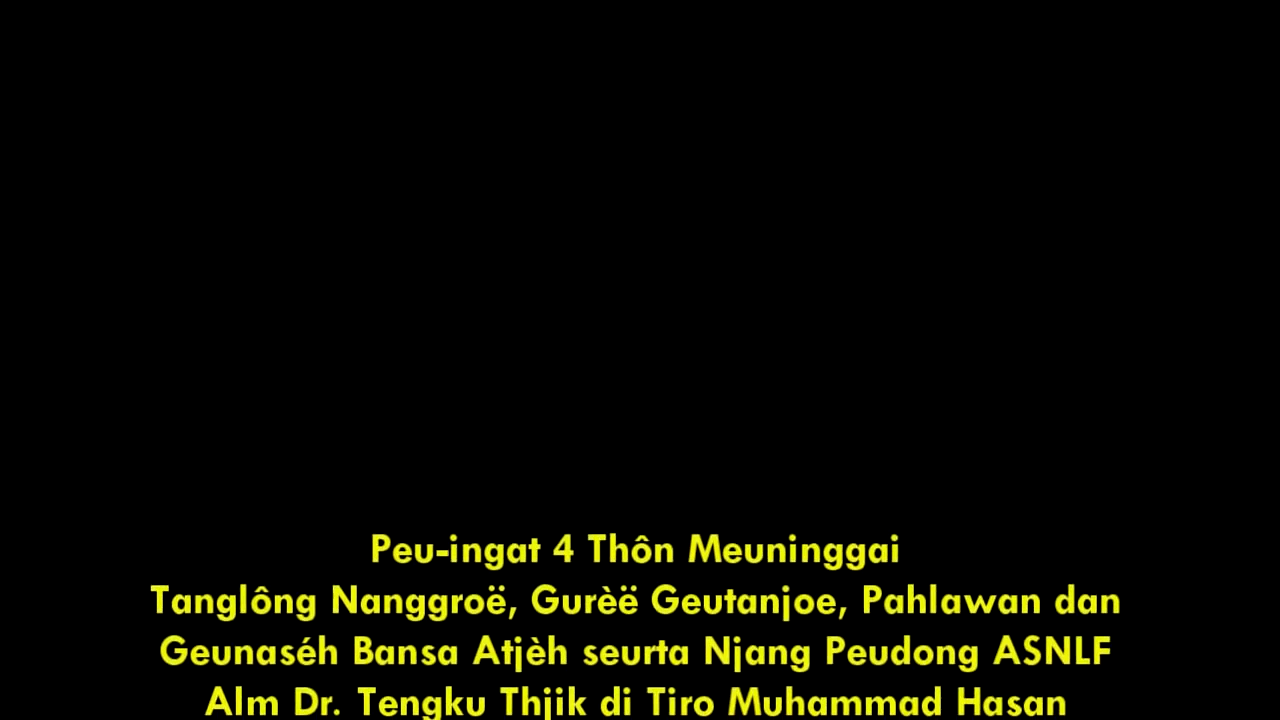 Peu-ingat 4 Thôn Meuninggai
Tanglông Nanggroë, Gurèë Geutanjoe, Pahlawan dan
Geunaséh Bansa Atjèh seurta Njang Peudong ASNLF
Alm Dr. Tengku Thjik di Tiro Muhammad Hasan